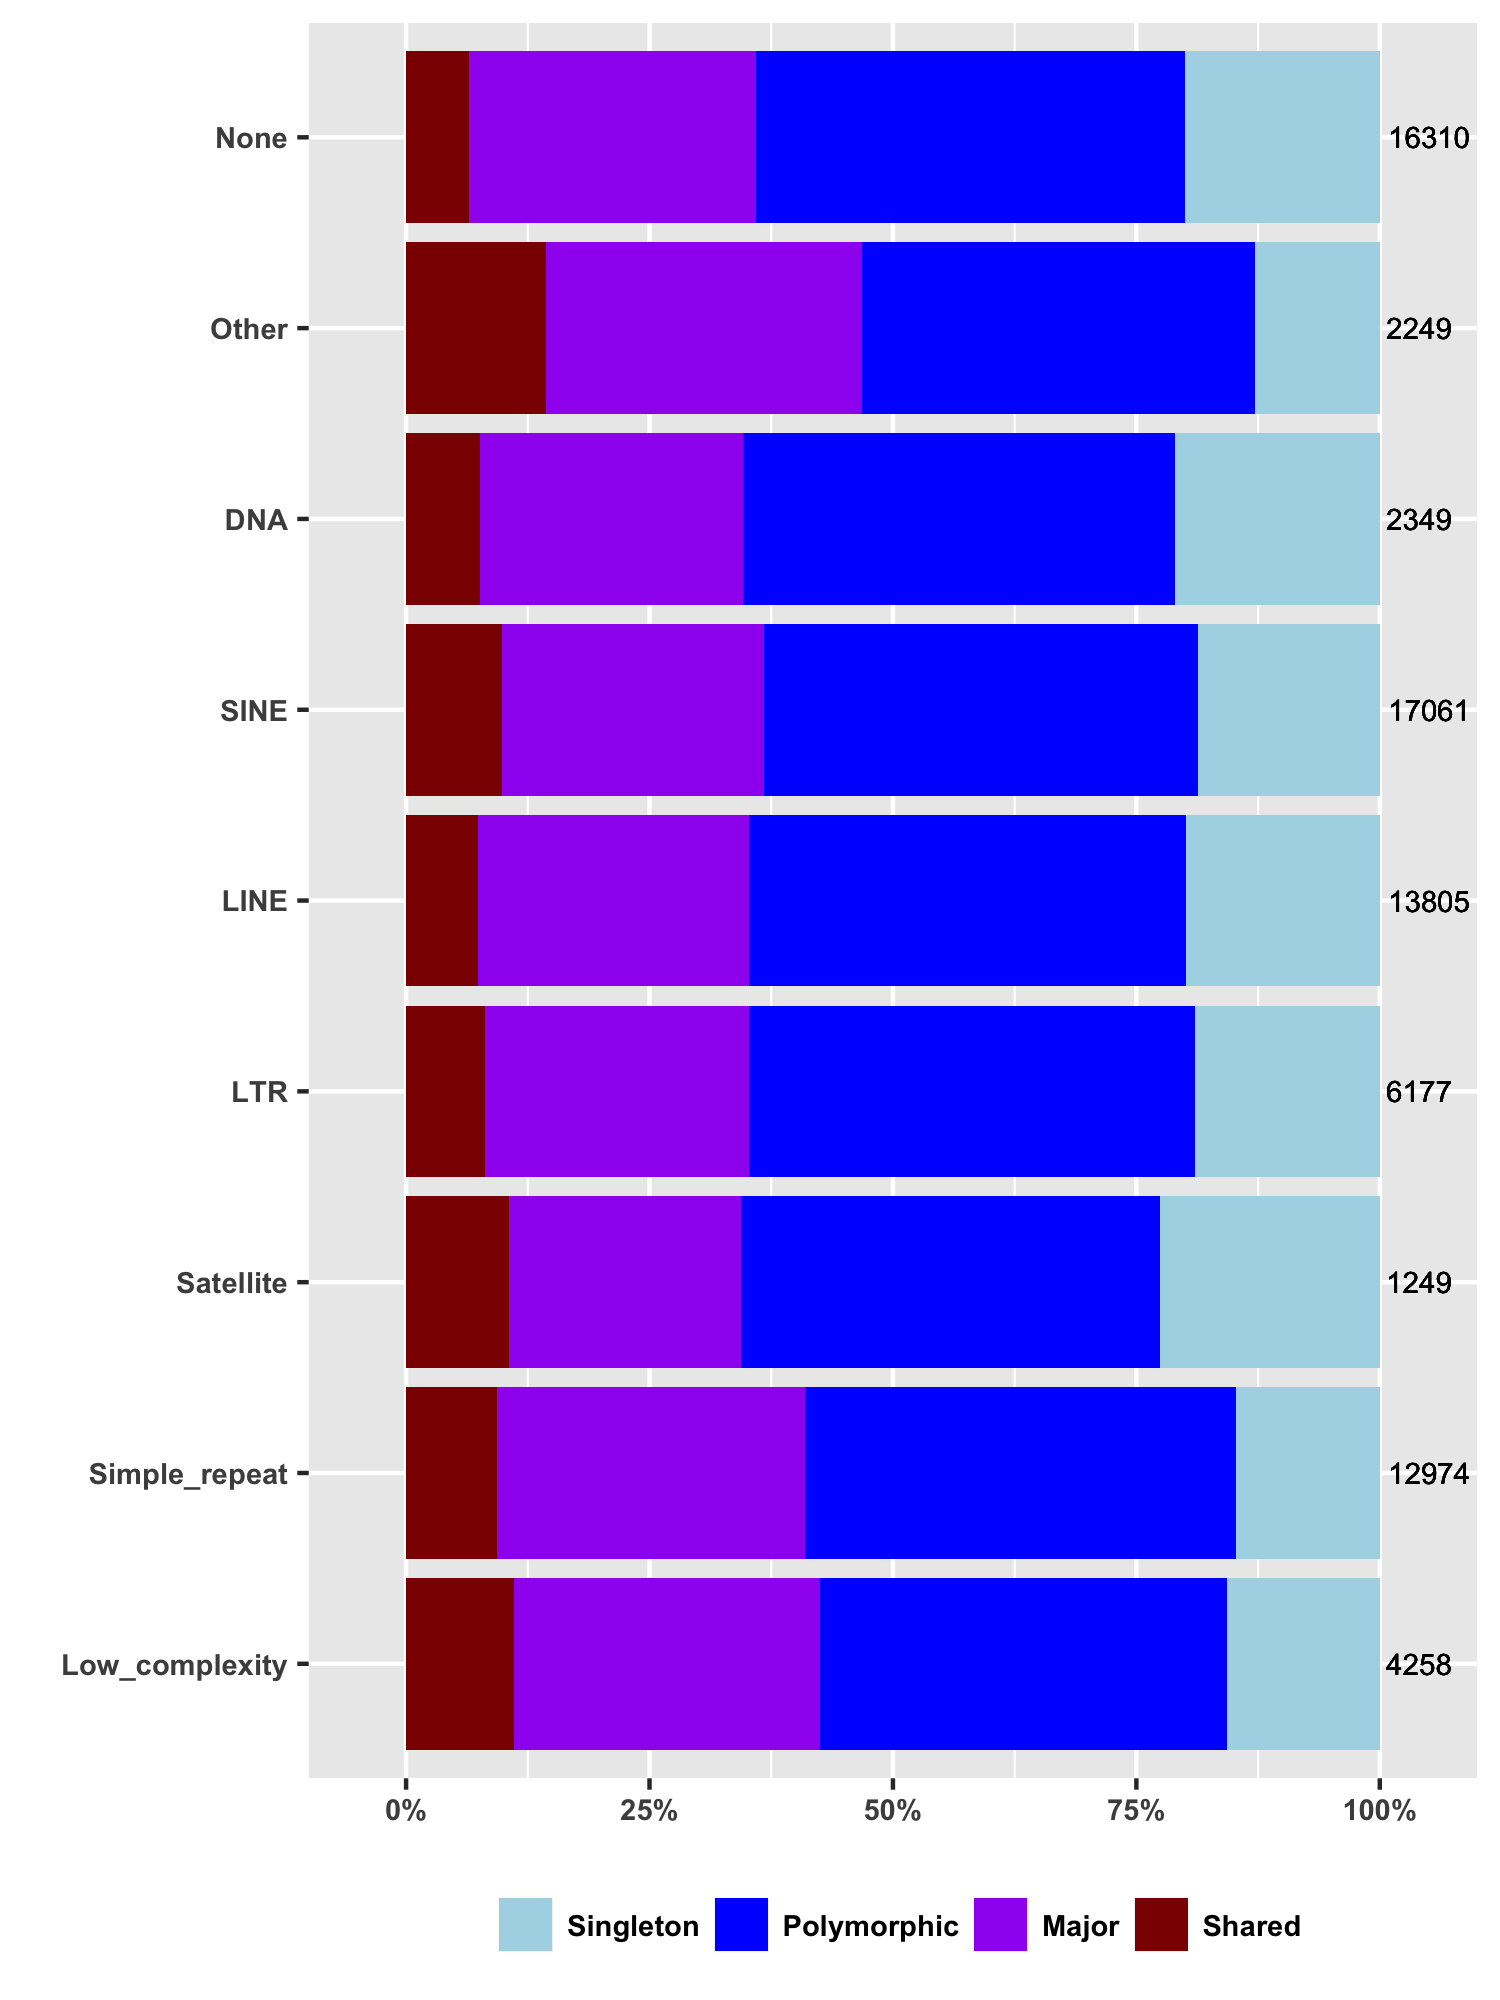 None 16310
Other 2249
DNA 2349
SINE 17061
LINE 13805
LTR 6177
Satellite 1249
Simple_repeat 12974
Low_complexity 4258
0% 25% 50% 75% 100%
Singleton Polymorphic Major Shared